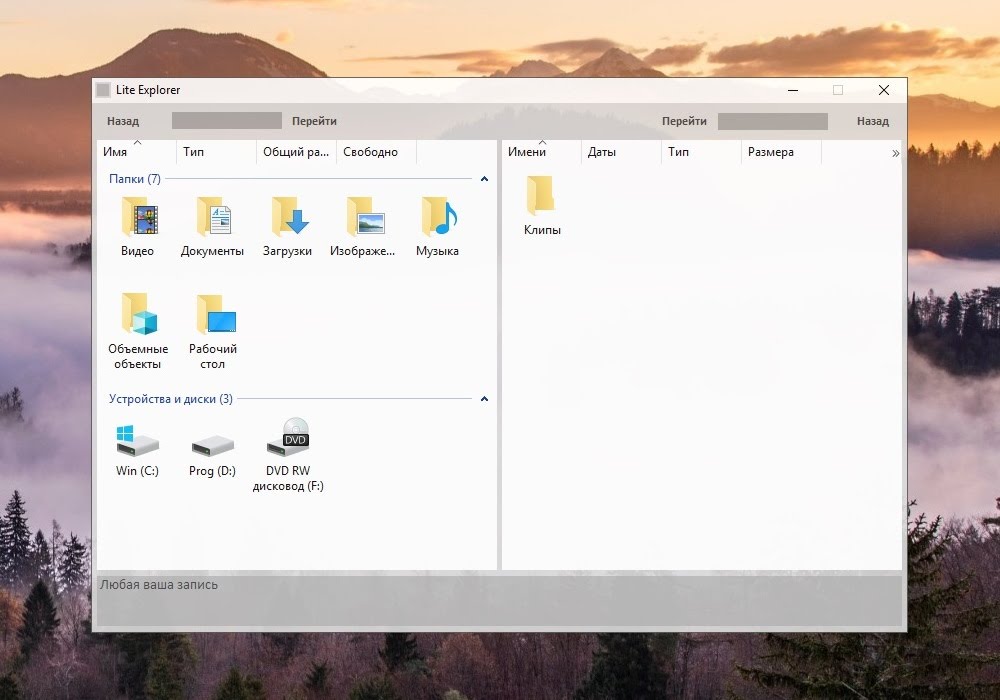 Lite Explorer
Назад Перейти Перейти Назад
Имя Тип Общий ра... Свободно
Имени Даты Тип Размера »
Папки (7)
Видео Документы Загрузки Изображе... Музыка
Клипы
Объемные объекты
Рабочий стол
Устройства и диски (3)
Win (C:) Prog (D:)
DVD
DVD RW
дисковод (F:)
Любая ваша запись